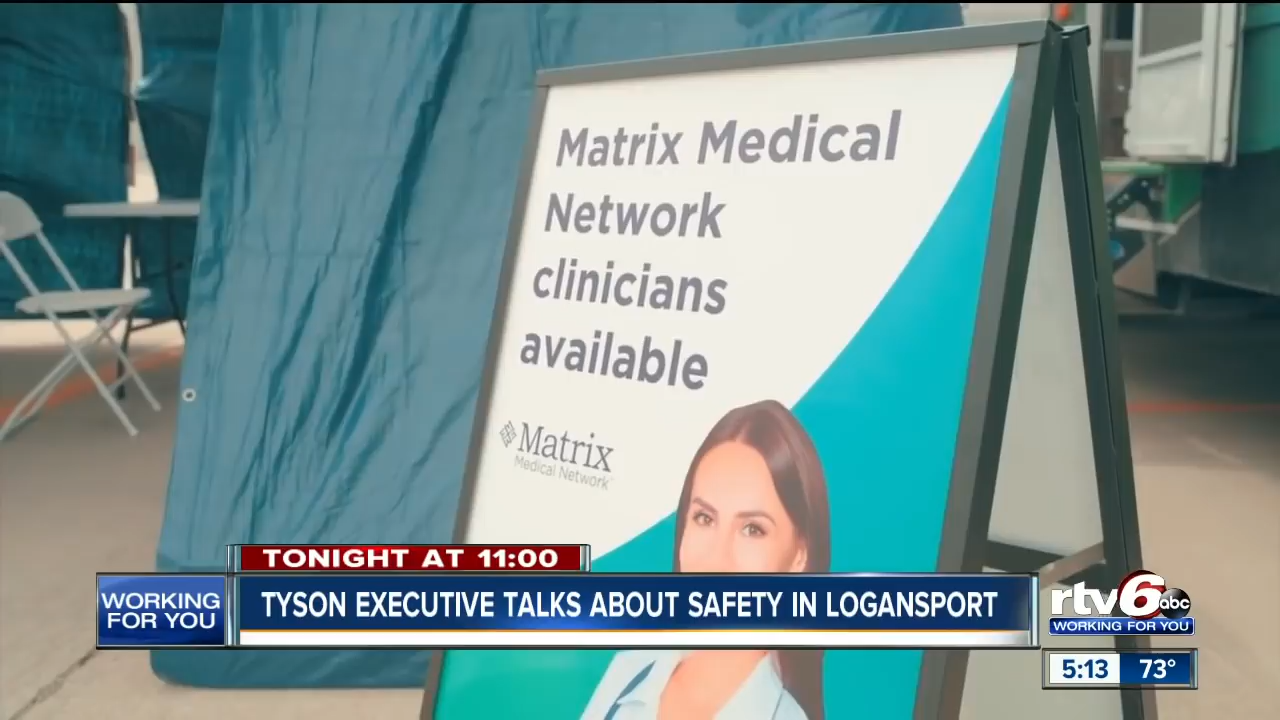 Matrix Medical
Network
clinicians
available
Matrix
Medical Network
TONIGHT AT 11:00
WORKING
FOR YOU
TYSON EXECUTIVE TALKS ABOUT SAFETY IN LOGANSPORT
rtv6 abc
WORKING FOR YOU
5:13 73°